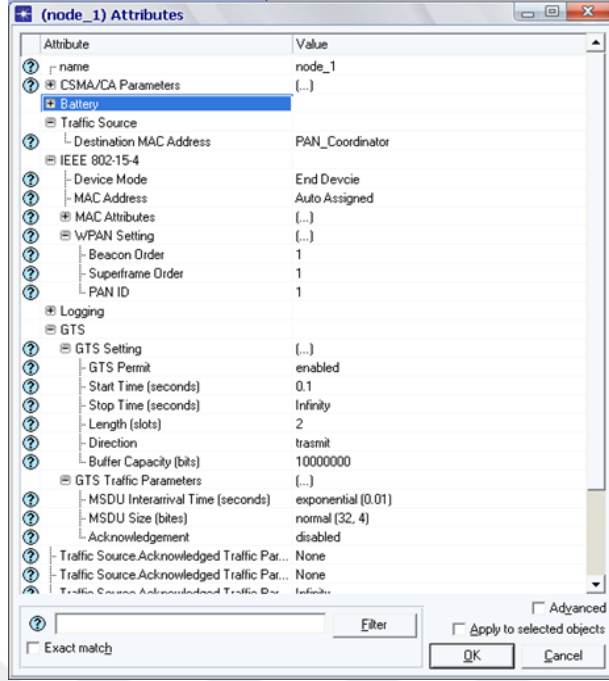 (node_1) Attributes
Attribute Value
name node_1
CSMA/CA Parameters (...)
Battery
Traffic Source
Destination MAC Address PAN_Coordinator
IEEE 802-15-4
Device Mode End Devcie
MAC Address Auto Assigned
MAC Attributes (...)
WPAN Setting (...)
Beacon Order 1
Superframe Order 1
PAN ID 1
Logging
GTS
GTS Setting (...)
GTS Permit enabled
Start Time (seconds) 0.1
Stop Time (seconds) Infinity
Length (slots) 2
Direction trasmit
Buffer Capacity (bits) 10000000
GTS Traffic Parameters (...)
MSDU Interarrival Time (seconds) exponential (0.01)
MSDU Size (bites) normal (32, 4)
Acknowledgement disabled
Traffic Source.Acknowledged Traffic Par... None
Traffic Source.Acknowledged Traffic Par... None
Traffic Source.Acknowledged Traffic Par... Infinity
Advanced
Filter
Apply to selected objects
Exact match
OK Cancel